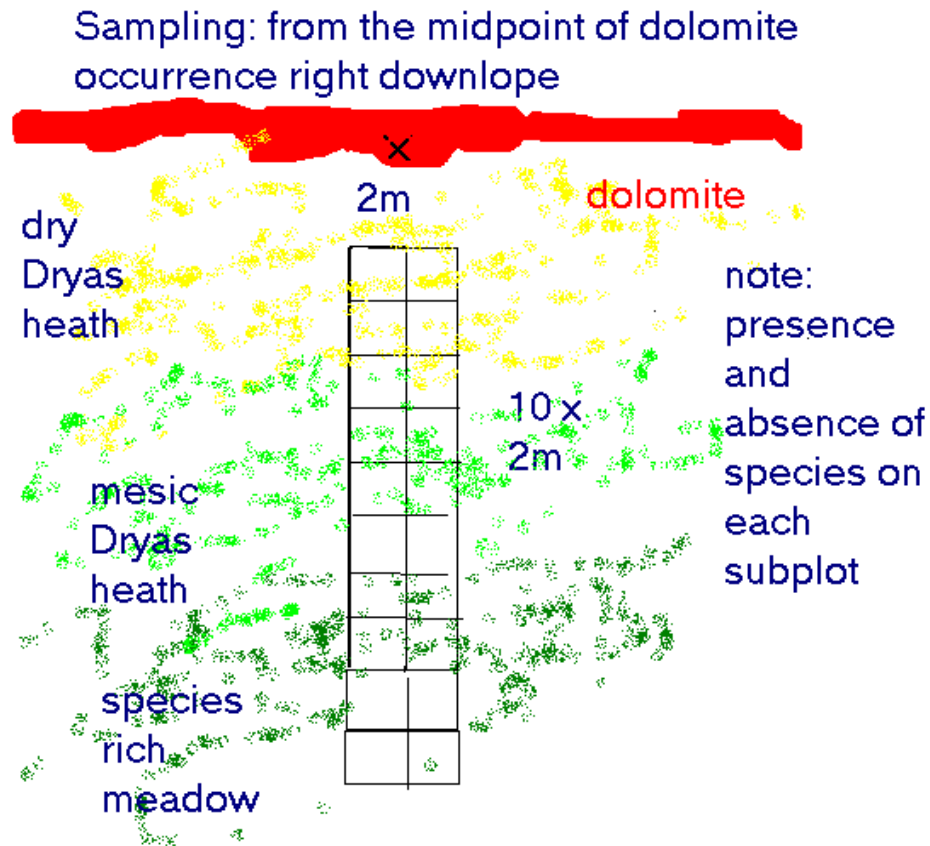 Sampling: from the midpoint of dolomite
occurrence right downlope
2m
dolomite
dry
Dryas
heath
note:
presence
and
absence of
species on
each
subplot
10 x
2m
mesic
Dryas
heath
species
rich
meadow